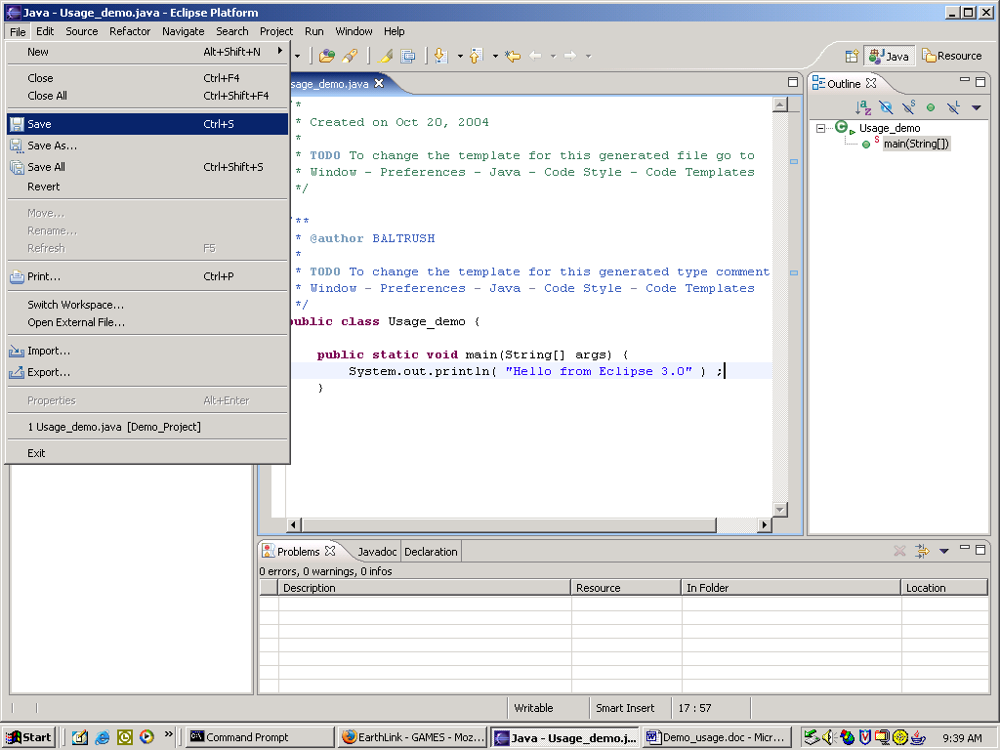 Java - Usage_demo.java - Eclipse Platform
File Edit Source Refactor Navigate Search Project Run Window Help
New Alt+Shift+N
Close Ctrl+F4
Close All Ctrl+Shift+F4
Save Ctrl+S
Save As...
Save All Ctrl+Shift+S
Revert
Move...
Rename...
Refresh F5
Print... Ctrl+P
Switch Workspace...
Open External File...
Import...
Export...
Properties Alt+Enter
1 Usage_demo.java [Demo_Project]
Exit
Java Resource
sage_demo.java
*
* Created on Oct 20, 2004
*
* TODO To change the template for this generated file go to
* Window - Preferences - Java - Code Style - Code Templates
*/
**
* @author BALTRUSH
*
* TODO To change the template for this generated type comment
* Window - Preferences - Java - Code Style - Code Templates
*/
public class Usage_demo {
public static void main(String[] args) {
System.out.println( "Hello from Eclipse 3.0" ) ;
}
Outline
Usage_demo
main(String[])
Problems Javadoc Declaration
0 errors, 0 warnings, 0 infos
Description Resource In Folder Location
Writable Smart Insert 17 : 57
Start » Command Prompt EarthLink - GAMES - Moz... Java - Usage_demo.j... Demo_usage.doc - Micr... 9:39 AM